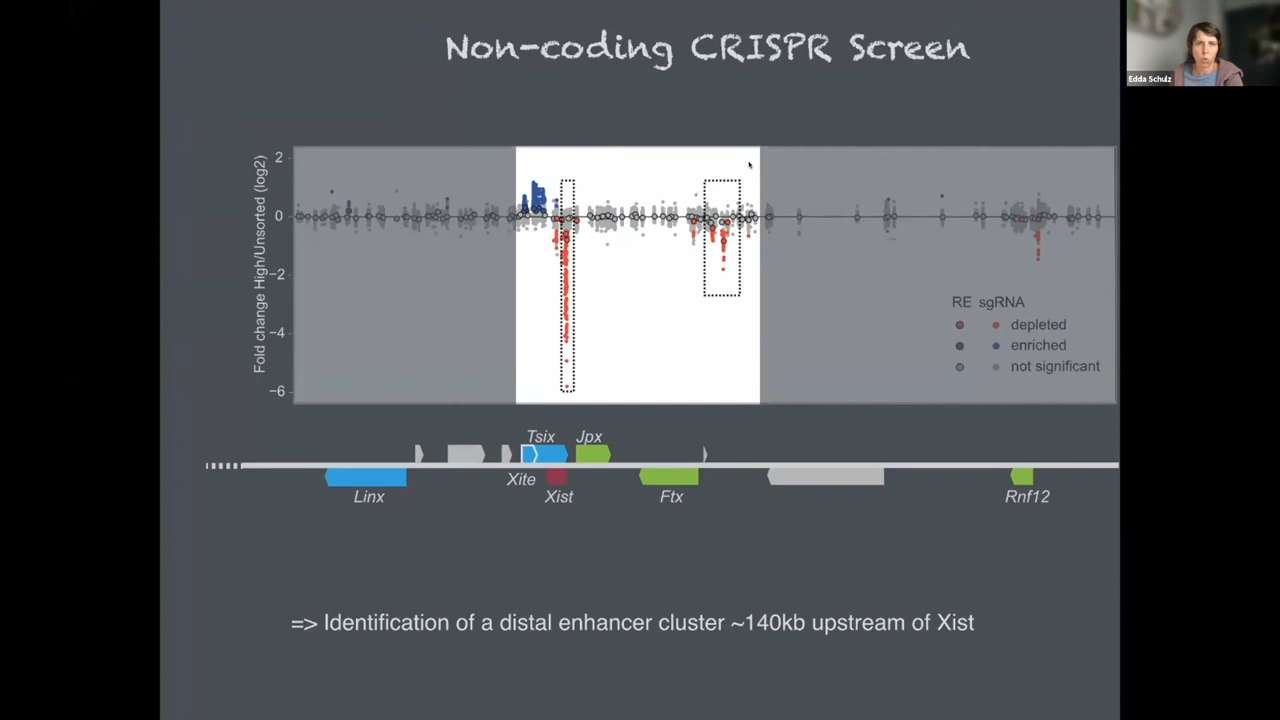 Non-coding CRISPR Screen
Edda Schulz
Fold change High/Unsorted (log2)
2
0
−2
−4
−6
RE sgRNA
depleted
enriched
not significant
Tsix Jpx
Xite
Linx Xist Ftx Rnf12
=> Identification of a distal enhancer cluster ~140kb upstream of Xist